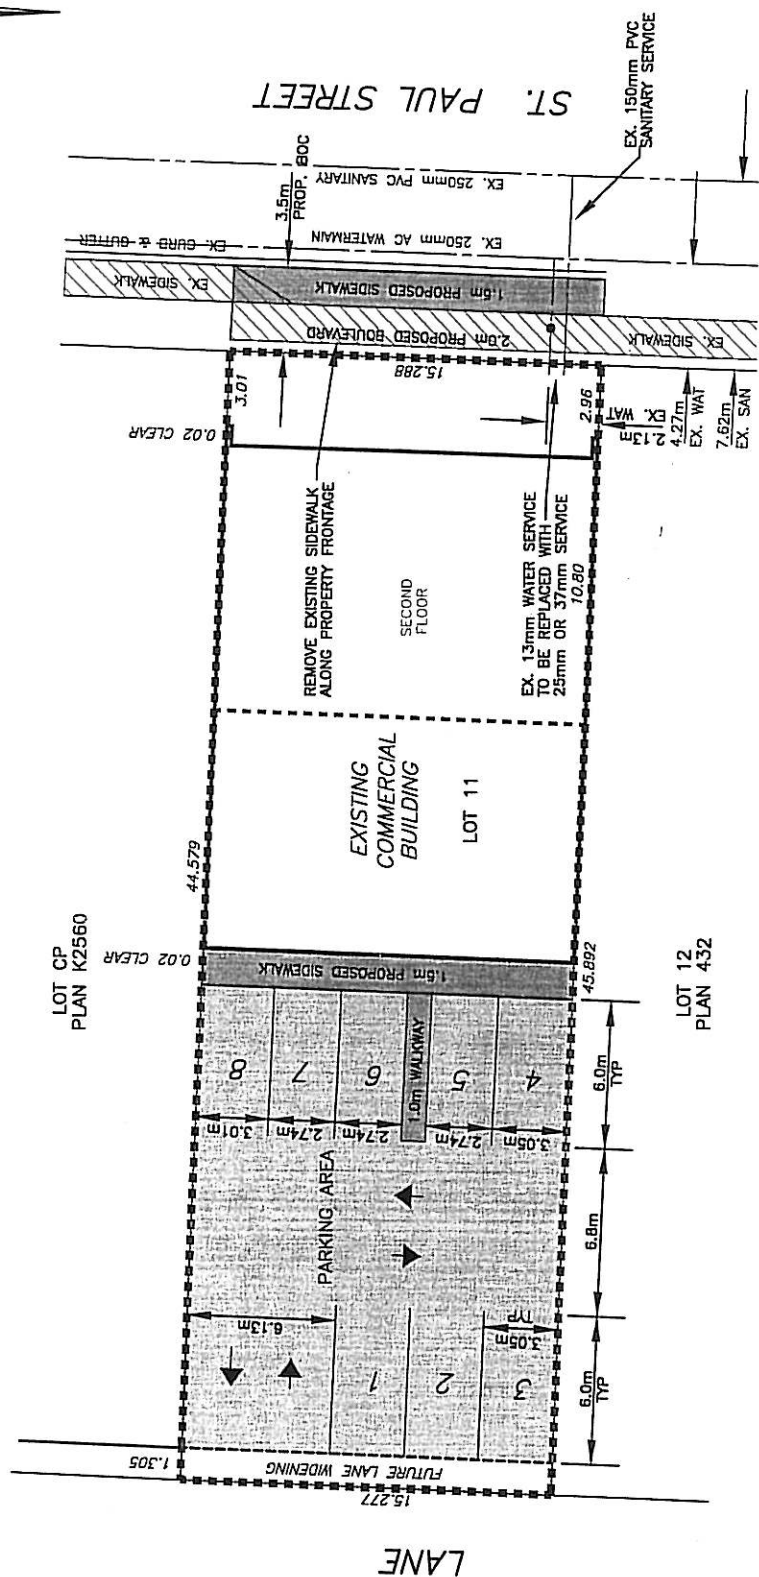 ST. PAUL STREET
EX. 150mm PVC
SANITARY SERVICE
3.5m
PROP. BOC
EX. 250mm PVC SANITARY
EX. 250mm AC WATERMAIN
EX. CURB & GUTTER
EX. SIDEWALK
1.6m PROPOSED SIDEWALK
2.0m PROPOSED BOULEVARD
EX. SIDEWALK
15.288
3.01
2.96
0.02 CLEAR
2.13m
EX. WAT
4.27m
EX. WAT
7.62m
EX. SAN
REMOVE EXISTING SIDEWALK
ALONG PROPERTY FRONTAGE
SECOND
FLOOR
EX. 13mm WATER SERVICE
TO BE REPLACED WITH
25mm OR 37mm SERVICE
10.80
EXISTING
COMMERCIAL
BUILDING
LOT 11
44.579
LOT CP
PLAN K2560
0.02 CLEAR
1.6m PROPOSED SIDEWALK
45.892
LOT 12
PLAN 432
8
7
6
1.0m WALKWAY
5
4
6.0m
TYP
3.01m
2.74m
2.74m
2.74m
3.05m
PARKING AREA
6.8m
6.13m
3.05m
TYP
1
2
3
6.0m
TYP
1.305
FUTURE LANE WIDENING
15.277
LANE